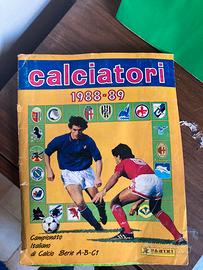 calciatori
1988-89
Campionato
Italiano
di Calcio Serie A-B-C1
PANINI